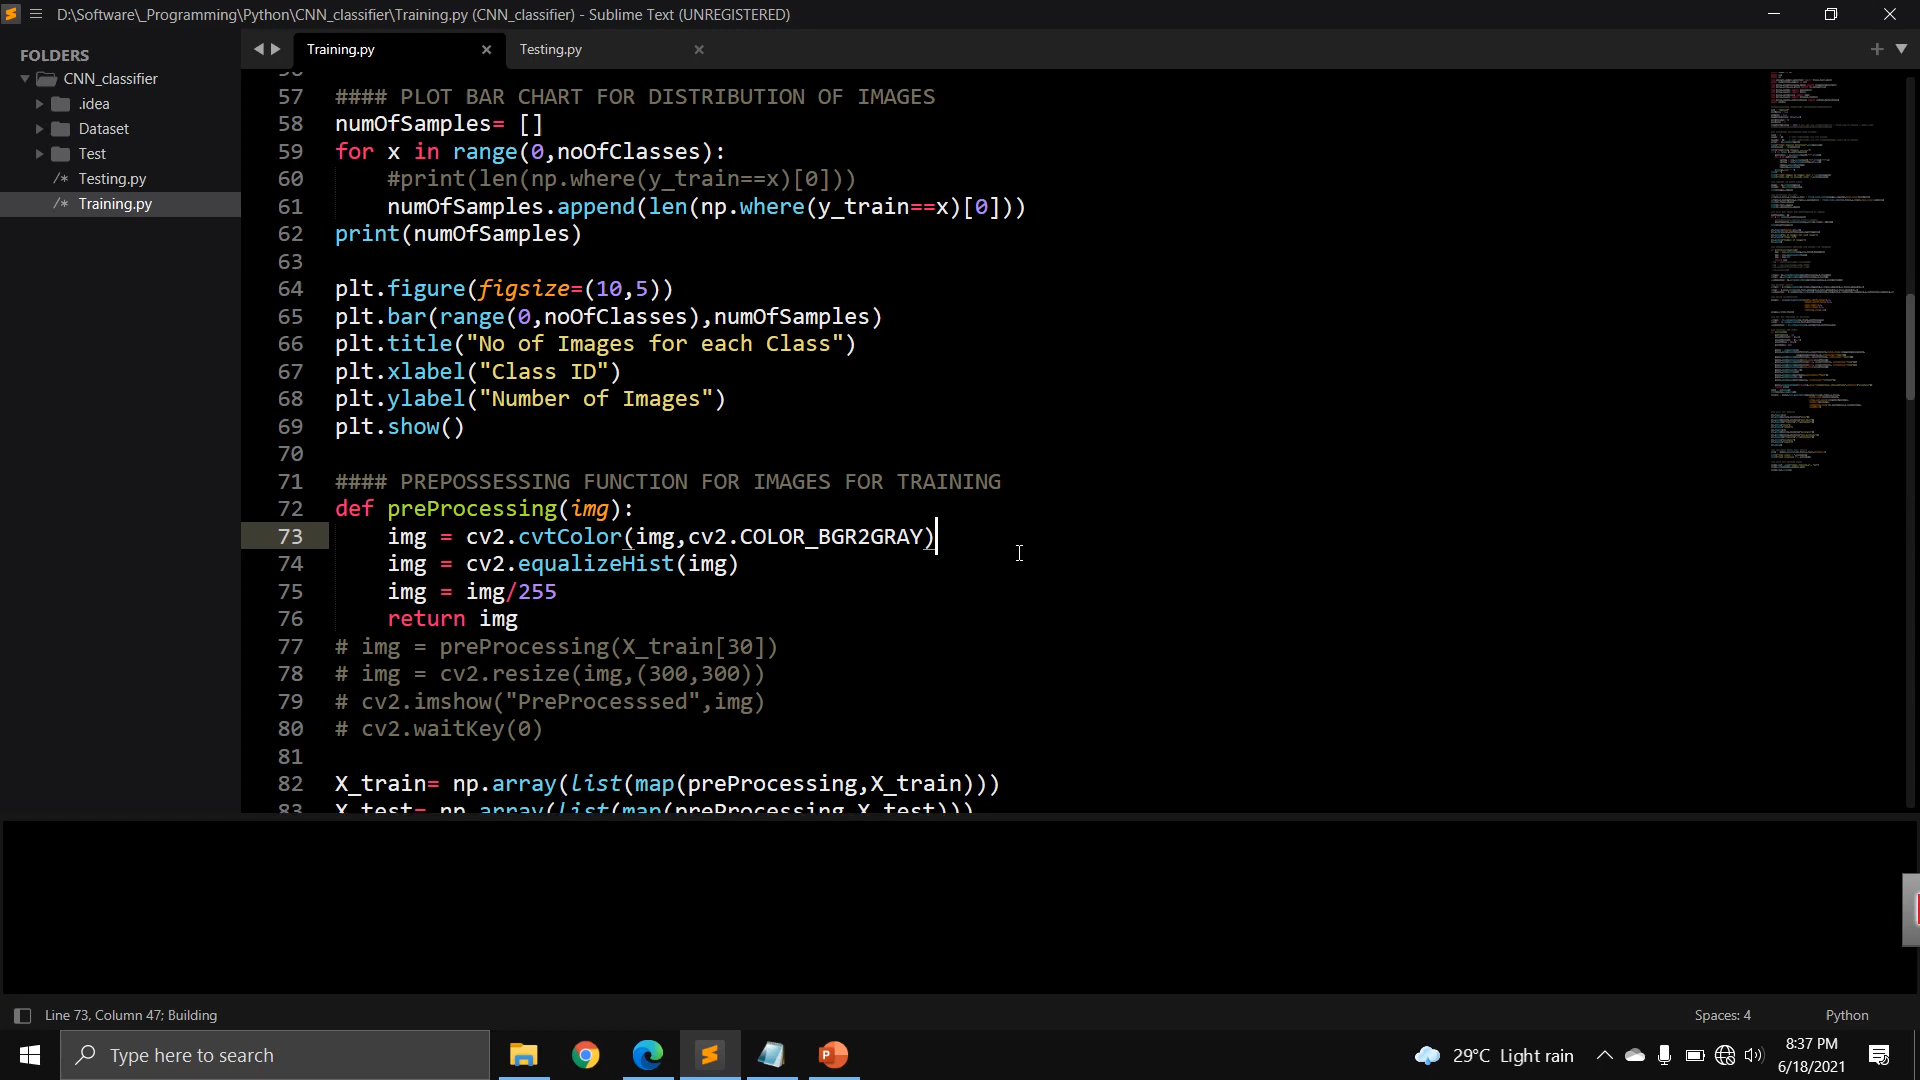 D:\Software\_Programming\Python\CNN_classifier\Training.py (CNN_classifier) - Sublime Text (UNREGISTERED)
FOLDERS
CNN_classifier
.idea
Dataset
Test
/* Testing.py
/* Training.py
Training.py
Testing.py
57 #### PLOT BAR CHART FOR DISTRIBUTION OF IMAGES
58 numOfSamples= []
59 for x in range(0,noOfClasses):
60     #print(len(np.where(y_train==x)[0]))
61     numOfSamples.append(len(np.where(y_train==x)[0]))
62 print(numOfSamples)
63
64 plt.figure(figsize=(10,5))
65 plt.bar(range(0,noOfClasses),numOfSamples)
66 plt.title("No of Images for each Class")
67 plt.xlabel("Class ID")
68 plt.ylabel("Number of Images")
69 plt.show()
70
71 #### PREPOSSESSING FUNCTION FOR IMAGES FOR TRAINING
72 def preProcessing(img):
73     img = cv2.cvtColor(img,cv2.COLOR_BGR2GRAY)
74     img = cv2.equalizeHist(img)
75     img = img/255
76     return img
77 # img = preProcessing(X_train[30])
78 # img = cv2.resize(img,(300,300))
79 # cv2.imshow("PreProcesssed",img)
80 # cv2.waitKey(0)
81
82 X_train= np.array(list(map(preProcessing,X_train)))
83 X_test= np.array(list(map(preProcessing,X_test)))
Line 73, Column 47; Building
Spaces: 4
Python
Type here to search
29°C Light rain
8:37 PM
6/18/2021